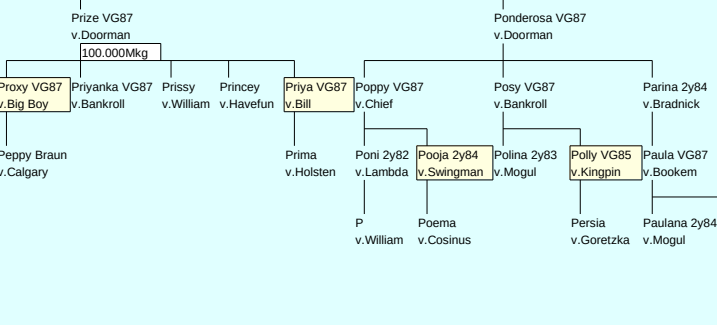 Prize VG87
v.Doorman
100.000Mkg
Ponderosa VG87
v.Doorman
Proxy VG87
v.Big Boy
Priyanka VG87
v.Bankroll
Prissy
v.William
Princey
v.Havefun
Priya VG87
v.Bill
Poppy VG87
v.Chief
Posy VG87
v.Bankroll
Parina 2y84
v.Bradnick
Peppy Braun
v.Calgary
Prima
v.Holsten
Poni 2y82
v.Lambda
Pooja 2y84
v.Swingman
Polina 2y83
v.Mogul
Polly VG85
v.Kingpin
Paula VG87
v.Bookem
P
v.William
Poema
v.Cosinus
Persia
v.Goretzka
Paulana 2y84
v.Mogul